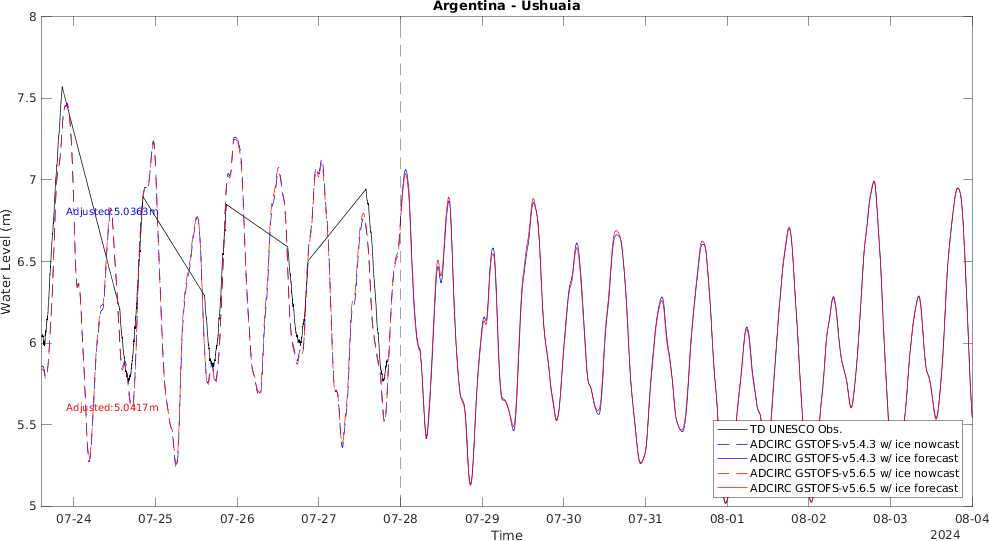 Argentina - Ushuaia
8
7.5
7
6.5
6
5.5
5
Water Level (m)
Adjusted:5.0363m
Adjusted:5.0417m
TD UNESCO Obs.
ADCIRC GSTOFS-v5.4.3 w/ ice nowcast
ADCIRC GSTOFS-v5.4.3 w/ ice forecast
ADCIRC GSTOFS-v5.6.5 w/ ice nowcast
ADCIRC GSTOFS-v5.6.5 w/ ice forecast
07-24 07-25 07-26 07-27 07-28 07-29 07-30 07-31 08-01 08-02 08-03 08-04
Time
2024